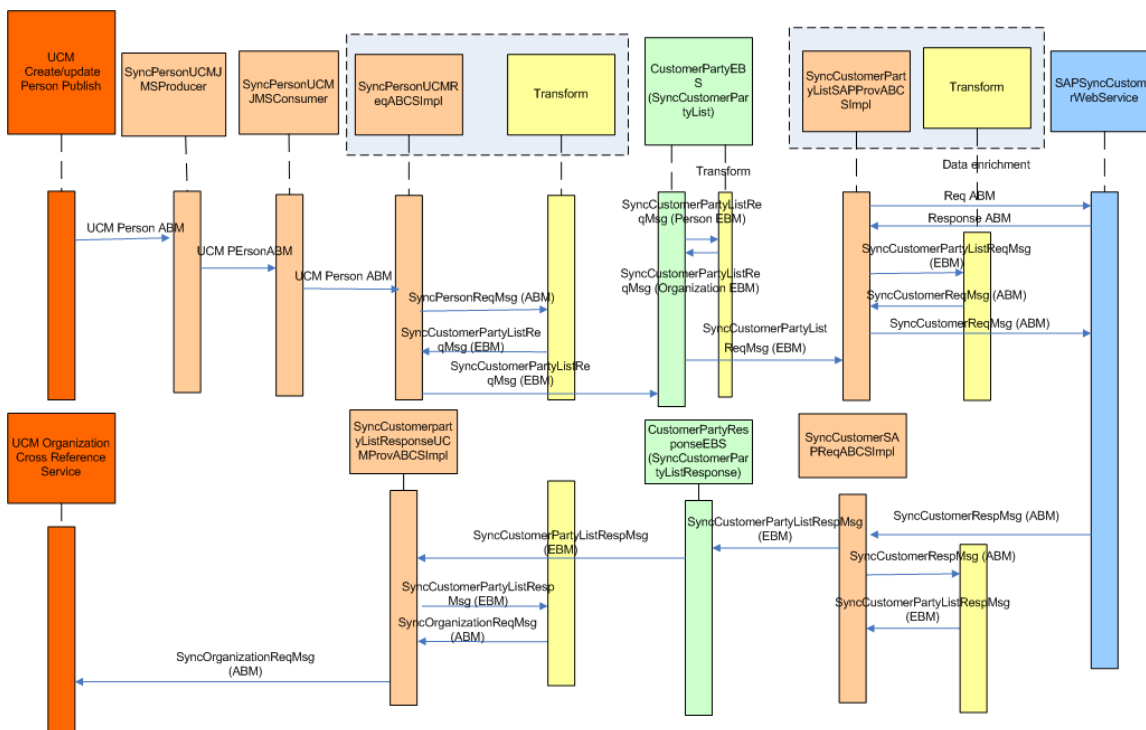 UCM
Create/update
Person Publish
SyncPersonUCMJ
MSProducer
SyncPersonUCM
JMSConsumer
SyncPersonUCMR
eqABCSImpl
Transform
CustomerPartyEB
S
(SyncCustomerPa
rtyList)
SyncCustomerPart
yListSAPProvABC
SImpl
Transform
SAPSyncCustome
rWebService
Transform
Data enrichment
UCM Person ABM
UCM PErsonABM
UCM Person ABM
SyncPersonReqMsg (ABM)
SyncCustomerPartyListRe
qMsg (EBM)
SyncCustomerPartyListRe
qMsg (EBM)
SyncCustomerPartyListRe
qMsg (Person EBM)
SyncCustomerPartyListRe
qMsg (Organization EBM)
SyncCustomerPartyList
ReqMsg (EBM)
Req ABM
Response ABM
SyncCustomerPartyListReqMsg
(EBM)
SyncCustomerReqMsg (ABM)
SyncCustomerReqMsg (ABM)
UCM Organization
Cross Reference
Service
SyncCustomerpart
yListResponseUC
MProvABCSImpl
CustomerPartyRes
ponseEBS
(SyncCustomerPar
tyListResponse)
SyncCustomerSA
PReqABCSImpl
SyncCustomerRespMsg (ABM)
SyncCustomerPartyListRespMsg
(EBM)
SyncCustomerPartyListRespMsg
(EBM)
SyncCustomerRespMsg (ABM)
SyncCustomerPartyListRespMsg
(EBM)
SyncCustomerPartyListResp
Msg (EBM)
SyncOrganizationReqMsg
(ABM)
SyncOrganizationReqMsg
(ABM)